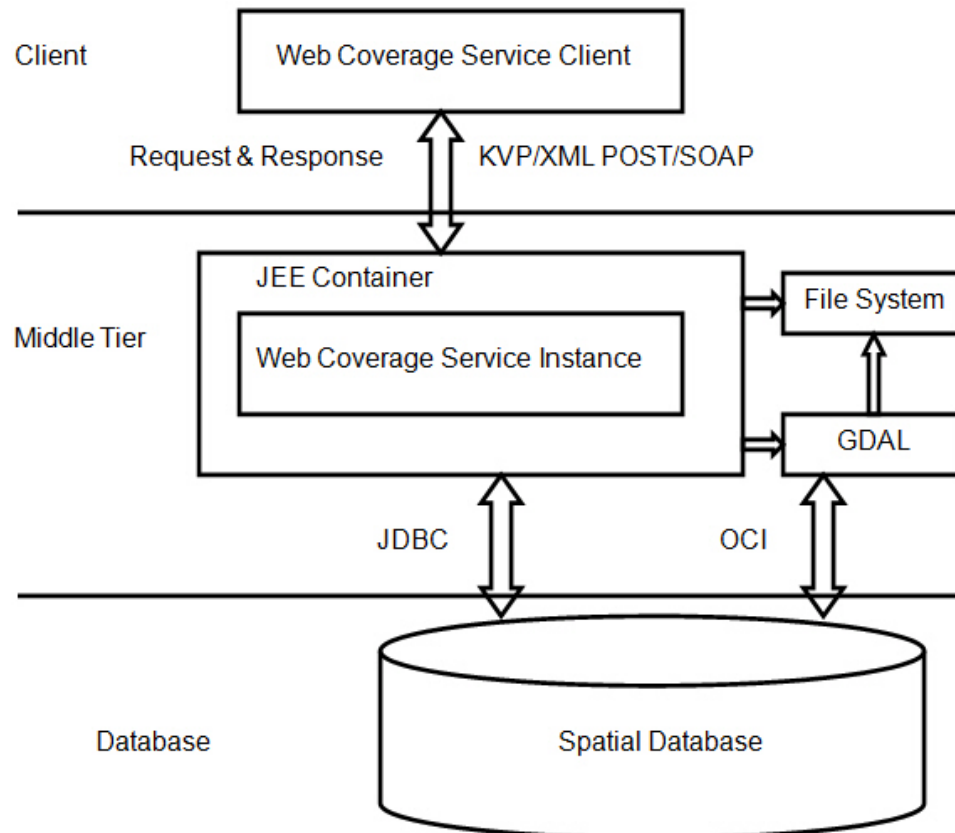 Client
Web Coverage Service Client
Request & Response
KVP/XML POST/SOAP
JEE Container
File System
Middle Tier
Web Coverage Service Instance
GDAL
JDBC
OCI
Database
Spatial Database